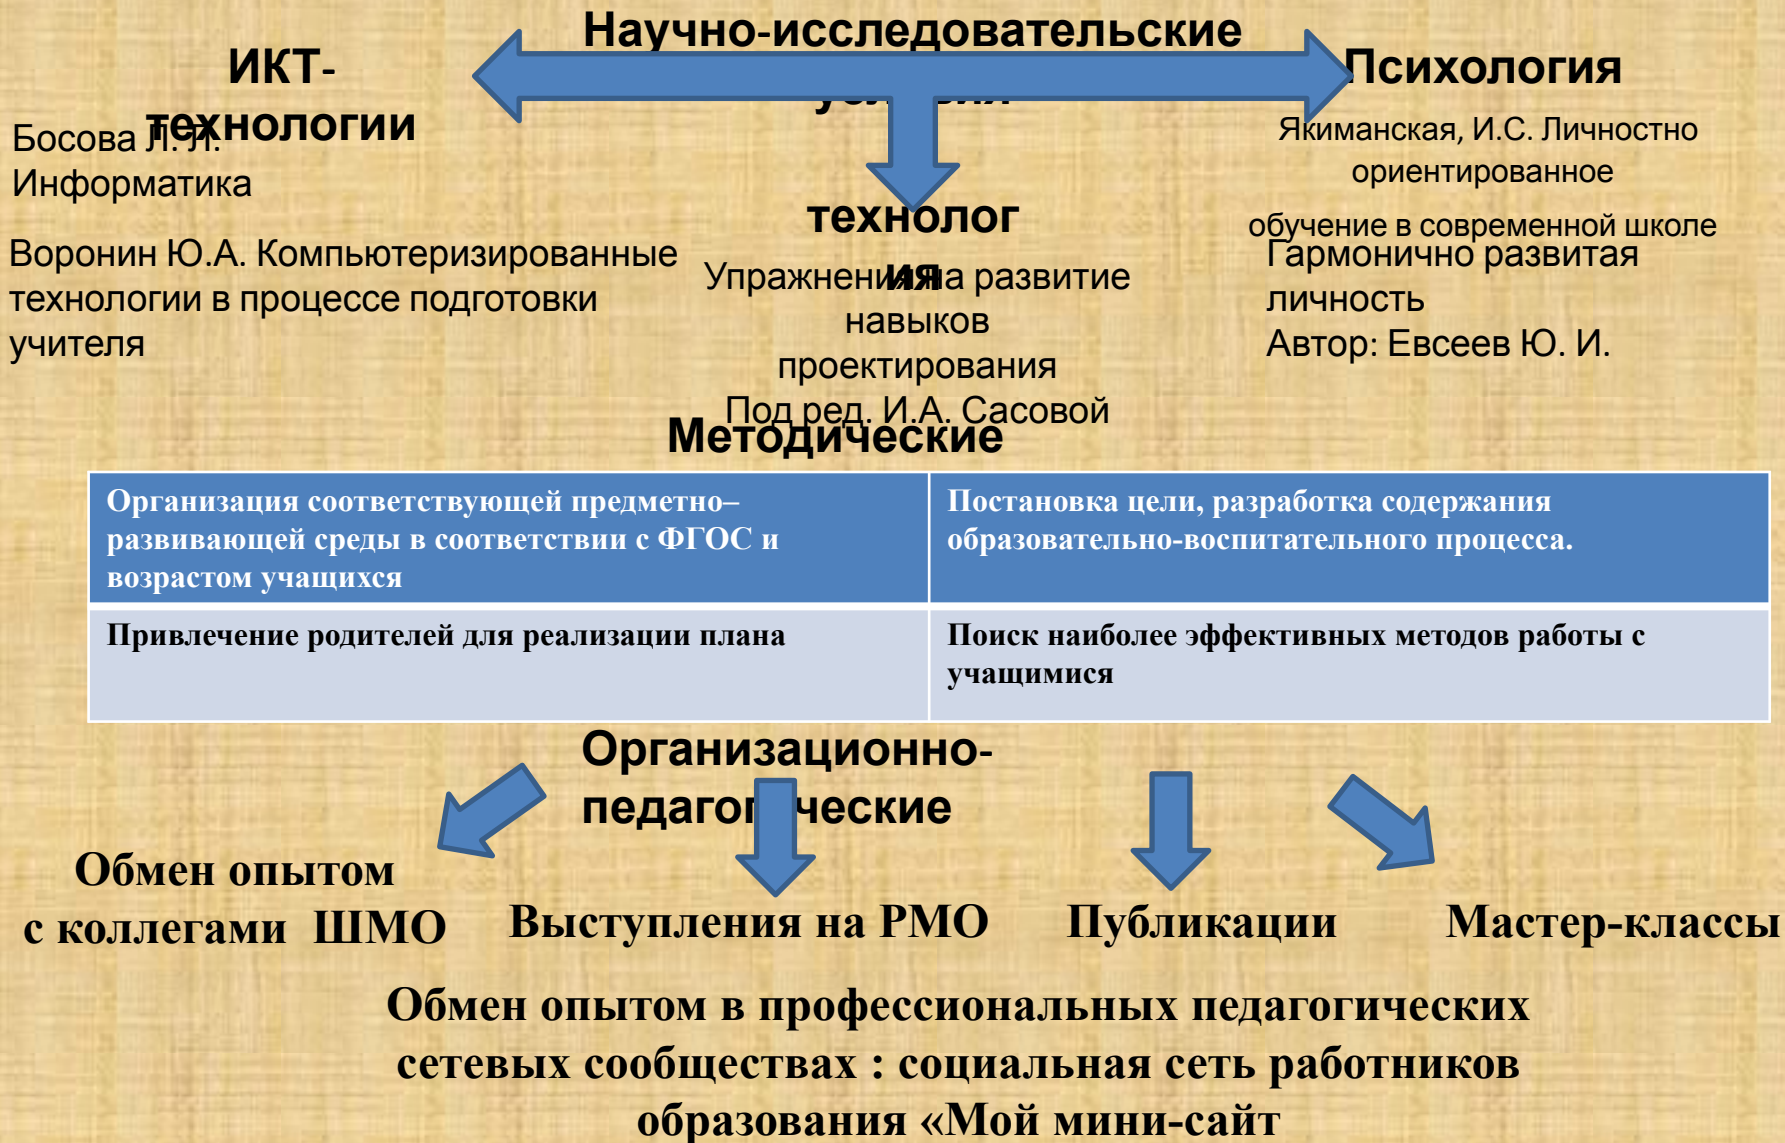 Научно-исследовательские
условия
ИКТ-
технологии
Босова Л. Л.
Информатика
Воронин Ю.А. Компьютеризированные
технологии в процессе подготовки
учителя
технолог
ия
Упражнения на развитие
навыков
проектирования
Под ред. И.А. Сасовой
Психология
Якиманская, И.С. Личностно
ориентированное
обучение в современной школе
Гармонично развитая
личность
Автор: Евсеев Ю. И.
Методические
Организация соответствующей предметно–
развивающей среды в соответствии с ФГОС и
возрастом учащихся
Постановка цели, разработка содержания
образовательно-воспитательного процесса.
Привлечение родителей для реализации плана
Поиск наиболее эффективных методов работы с
учащимися
Организационно-
педагогические
Обмен опытом
с коллегами ШМО
Выступления на РМО
Публикации
Мастер-классы
Обмен опытом в профессиональных педагогических
сетевых сообществах : социальная сеть работников
образования «Мой мини-сайт